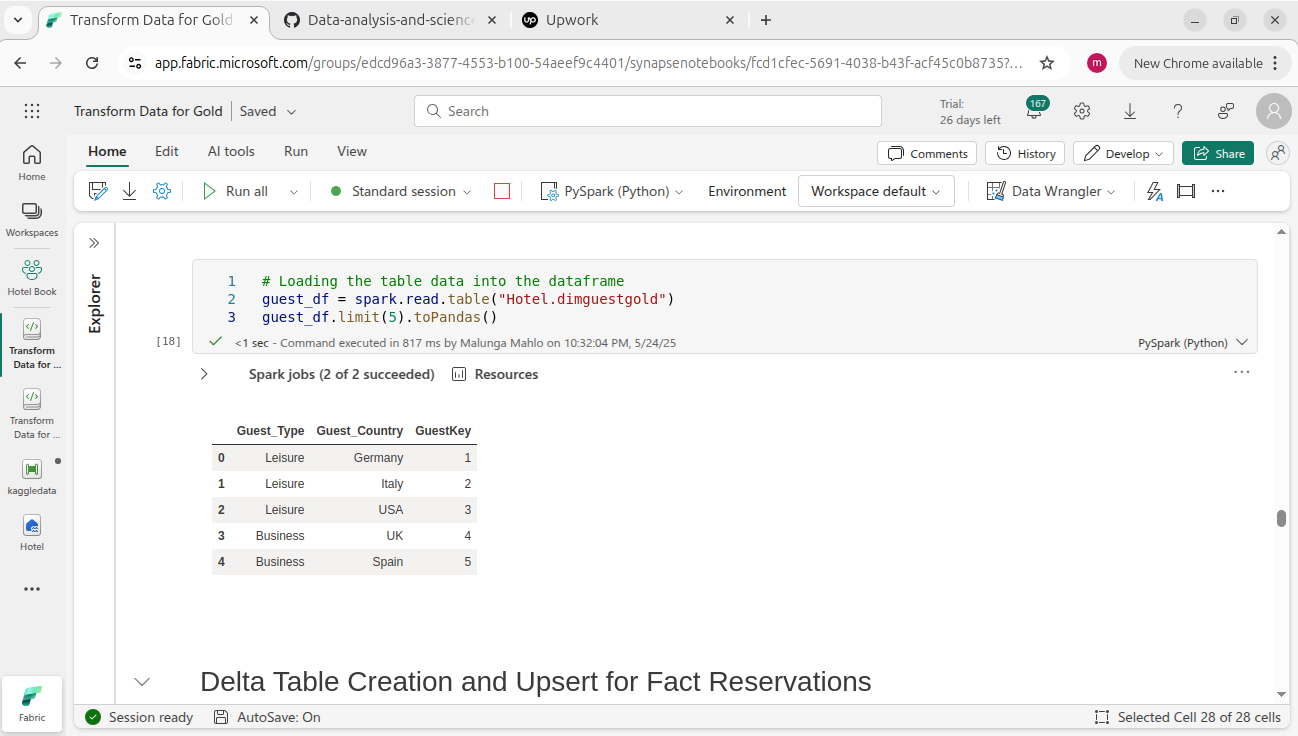 Transform Data for Gold
Data-analysis-and-science
Upwork
app.fabric.microsoft.com/groups/edcd96a3-3877-4553-b100-54aeef9c4401/synapsenotebooks/fcd1cfec-5691-4038-b43f-acf45c0b8735?...
m
New Chrome available
Transform Data for Gold
Saved
Search
Trial:
26 days left
167
Home
Edit
AI tools
Run
View
Comments
History
Develop
Share
Run all
Standard session
PySpark (Python)
Environment
Workspace default
Data Wrangler
Home
Workspaces
Hotel Book
Transform
Data for ...
Transform
Data for ...
kaggledata
Hotel
Fabric
Explorer
1 # Loading the table data into the dataframe
2 guest_df = spark.read.table("Hotel.dimguestgold")
3 guest_df.limit(5).toPandas()
[18]
<1 sec - Command executed in 817 ms by Malunga Mahlo on 10:32:04 PM, 5/24/25
PySpark (Python)
Spark jobs (2 of 2 succeeded)
Resources
Guest_Type Guest_Country GuestKey
0 Leisure Germany 1
1 Leisure Italy 2
2 Leisure USA 3
3 Business UK 4
4 Business Spain 5
Delta Table Creation and Upsert for Fact Reservations
Session ready
AutoSave: On
Selected Cell 28 of 28 cells